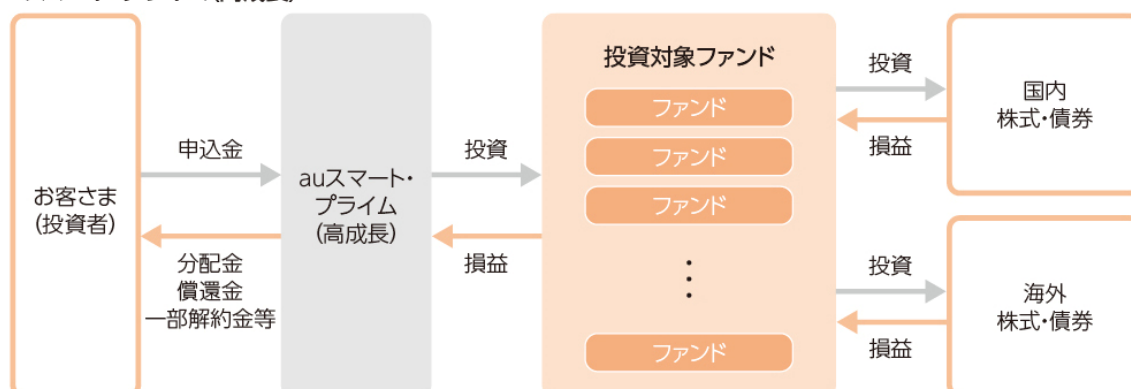 お客さま
(投資者)
申込金
分配金
償還金
一部解約金等
auスマート・
プライム
(高成長)
投資
損益
投資対象ファンド
ファンド
ファンド
ファンド
⋮
ファンド
投資
損益
国内
株式・債券
投資
損益
海外
株式・債券